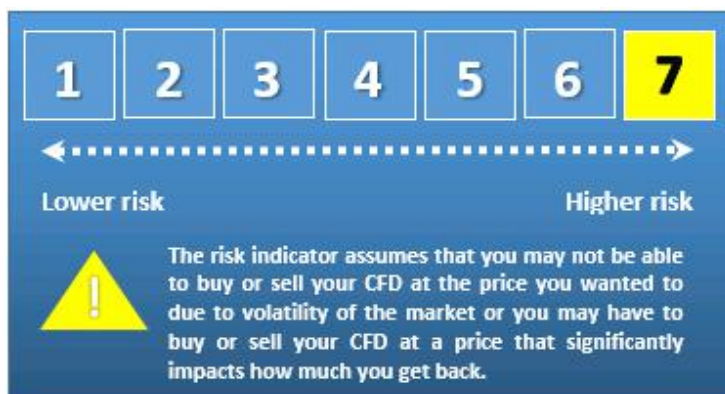 1 2 3 4 5 6 7
Lower risk Higher risk
!
The risk indicator assumes that you may not be able
to buy or sell your CFD at the price you wanted to
due to volatility of the market or you may have to
buy or sell your CFD at a price that significantly
impacts how much you get back.